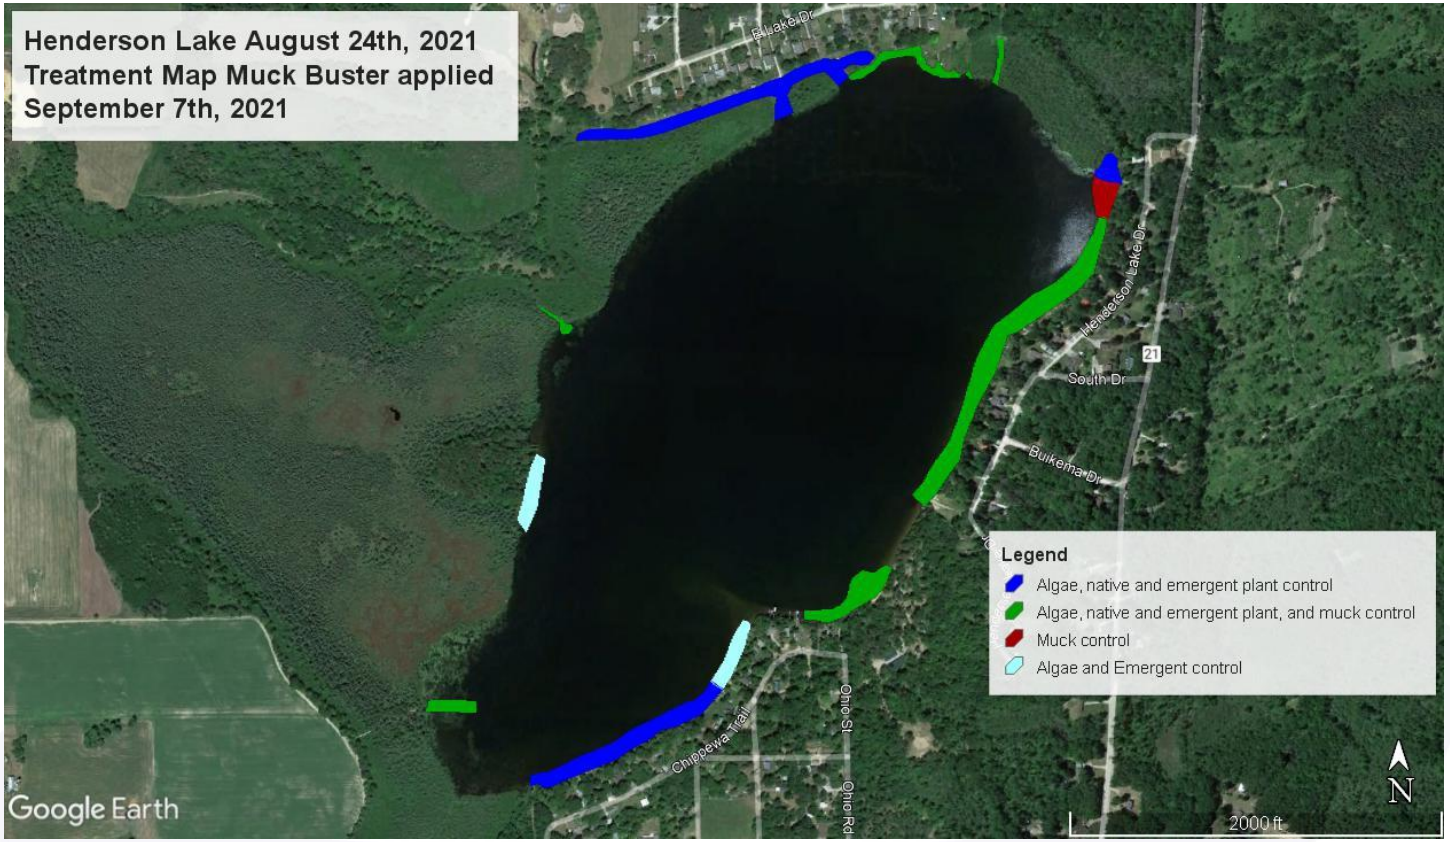 Henderson Lake August 24th, 2021
Treatment Map Muck Buster applied
September 7th, 2021
E Lake Dr
Henderson Lake Dr
21
South Dr
Buikema Dr
Legend
Algae, native and emergent plant control
Algae, native and emergent plant, and muck control
Muck control
Algae and Emergent control
Ohio St
Chippewa Trail
Ohio Rd
N
Google Earth
2000 ft